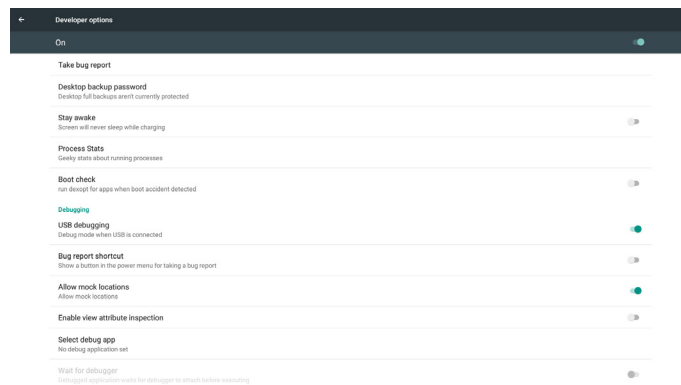 Developer options
On
Take bug report
Desktop backup password
Desktop full backups aren't currently protected
Stay awake
Screen will never sleep while charging
Process Stats
Geeky stats about running processes
Boot check
run dexopt for apps when boot accident detected
Debugging
USB debugging
Debug mode when USB is connected
Bug report shortcut
Show a button in the power menu for taking a bug report
Allow mock locations
Allow mock locations
Enable view attribute inspection
Select debug app
No debug application set
Wait for debugger
Debugged application waits for debugger to attach before executing